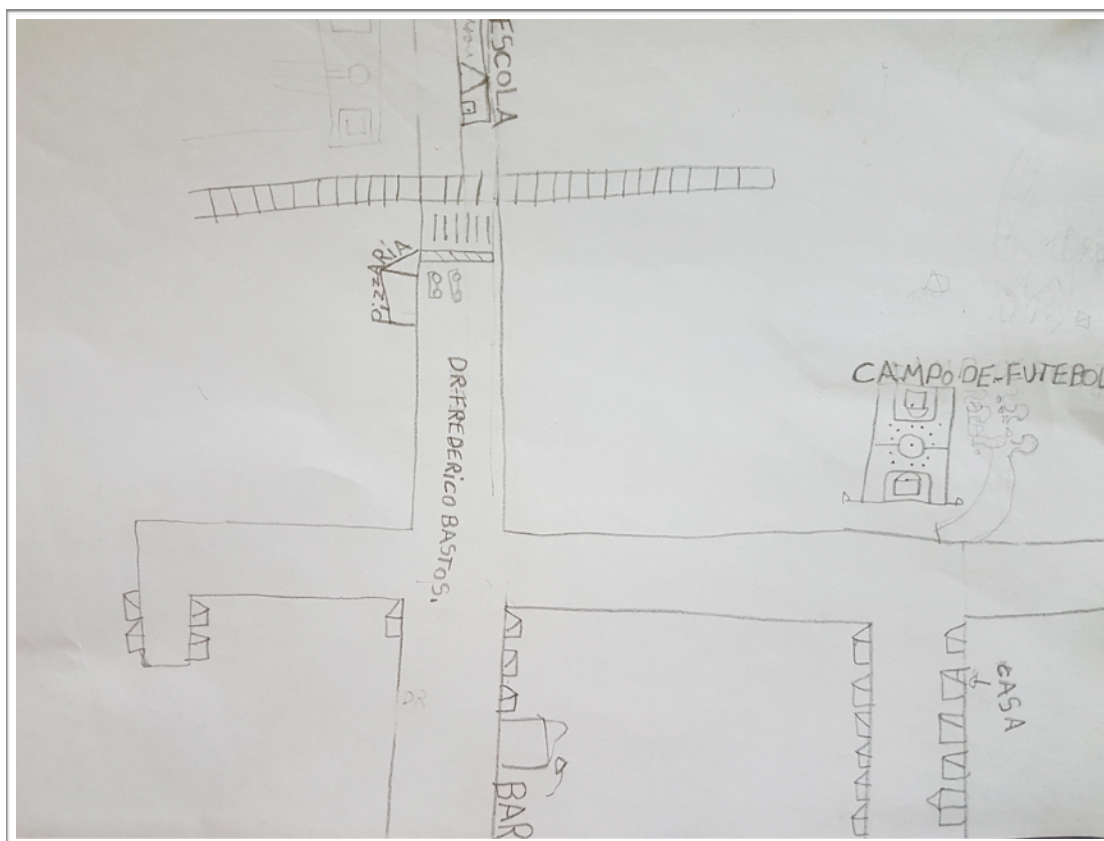 ESCOLA
PIZZARIA
DR-FREDERICO BASTOS.
CAMPO DE-FUTEBOL
CASA
BAR